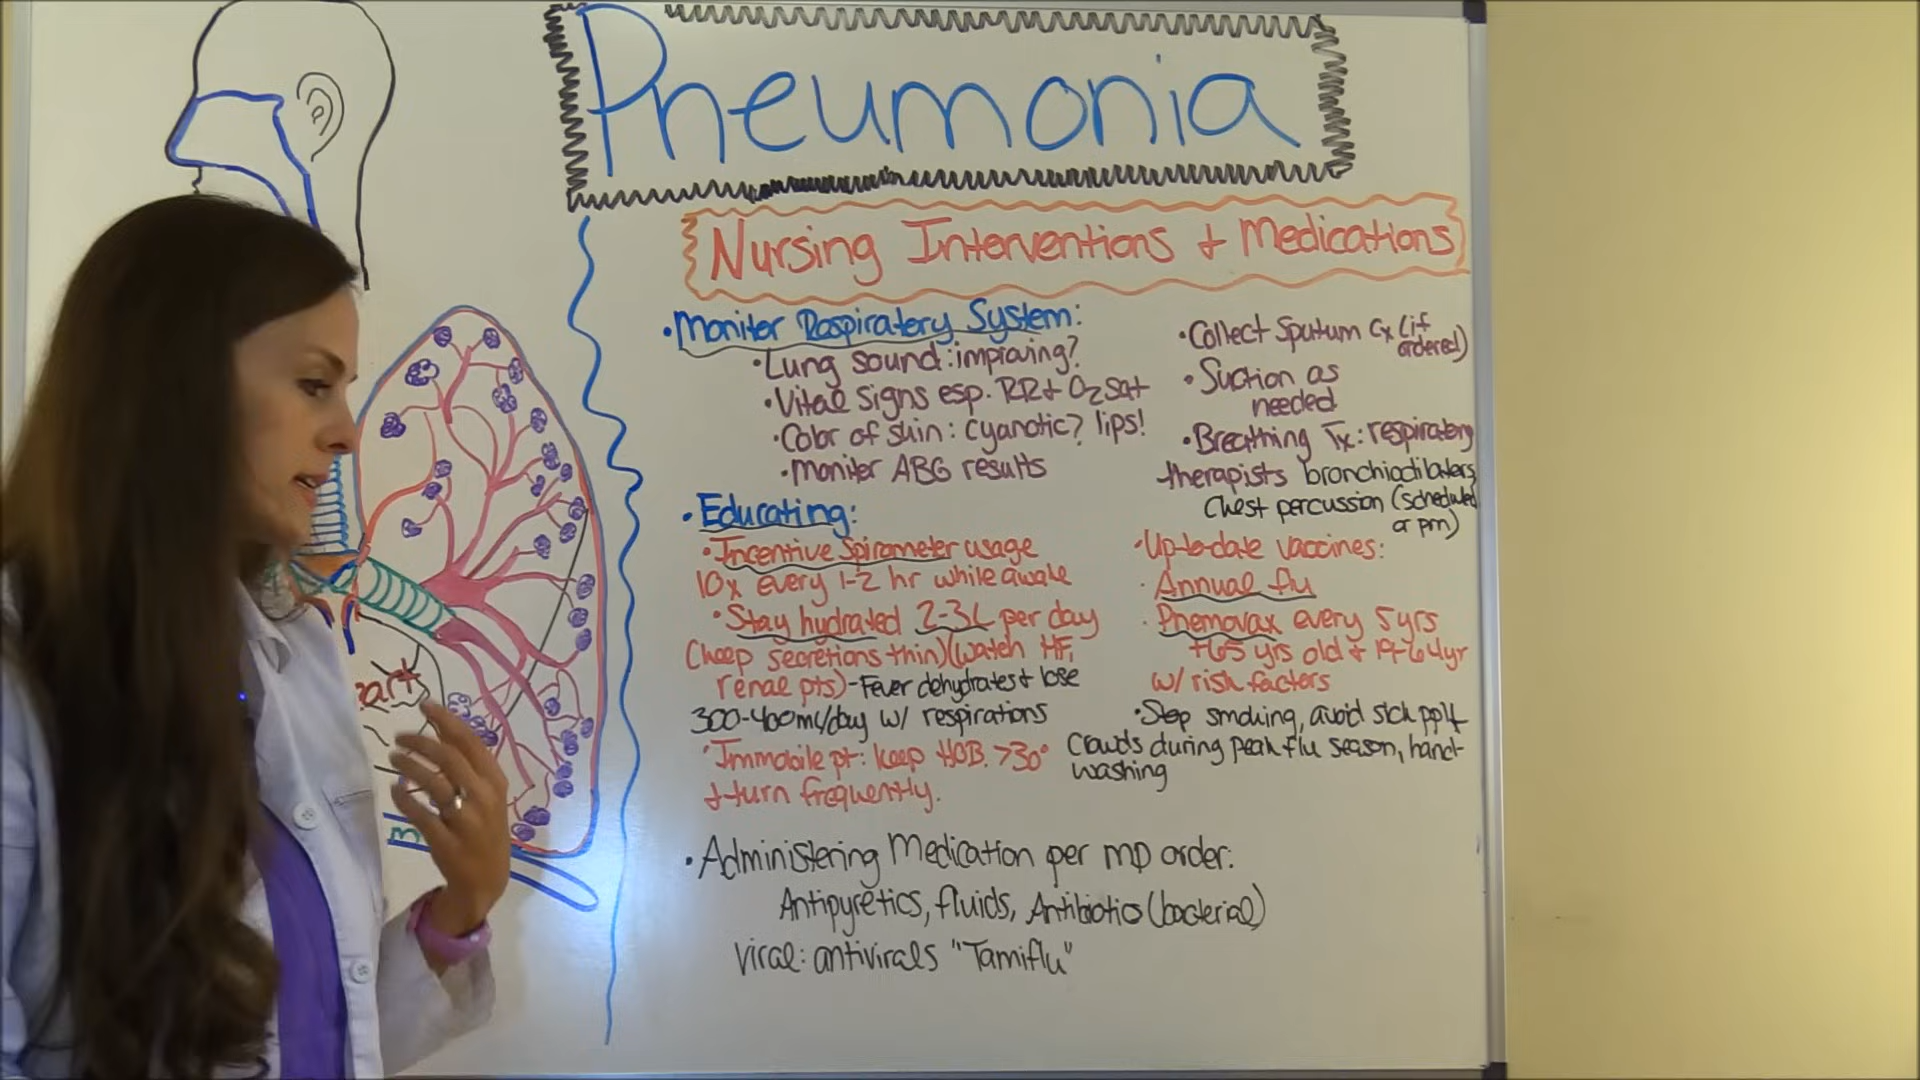 Pneumonia
Nursing Interventions + Medications
• Moniter Respiratory System:
• Lung sound: improving?
• Vital Signs esp. RR + O2 Sat
• Color of skin: cyanotic? lips!
• moniter ABG results
• Collect Sputum Cx (if
ordered)
• Suction as
needed
• Breathing Tx: respiratory
therapists bronchiodilaters,
Chest percussion (scheduled
or prn)
• Educating:
• Incentive Spirometer usage
10x every 1-2 hr while awake
• Stay hydrated 2-3L per day
(keep secretions thin)(watch HF,
renal pts)-Fever dehydrates + lose
300-400mL/day w/ respirations
• Immobile pt: keep HOB >30°
+ turn frequently.
• Up-to-date vaccines:
• Annual flu
• Pnemovax every 5yrs
+65 yrs old + 19-64yr
w/ risk factors
• Stop smoking, avoid sick ppl +
Crowds during peak flu season, hand-
washing
• Administering Medication per MD order:
Antipyretics, fluids, Antibiotics (bacterial)
Viral: antivirals "Tamiflu"